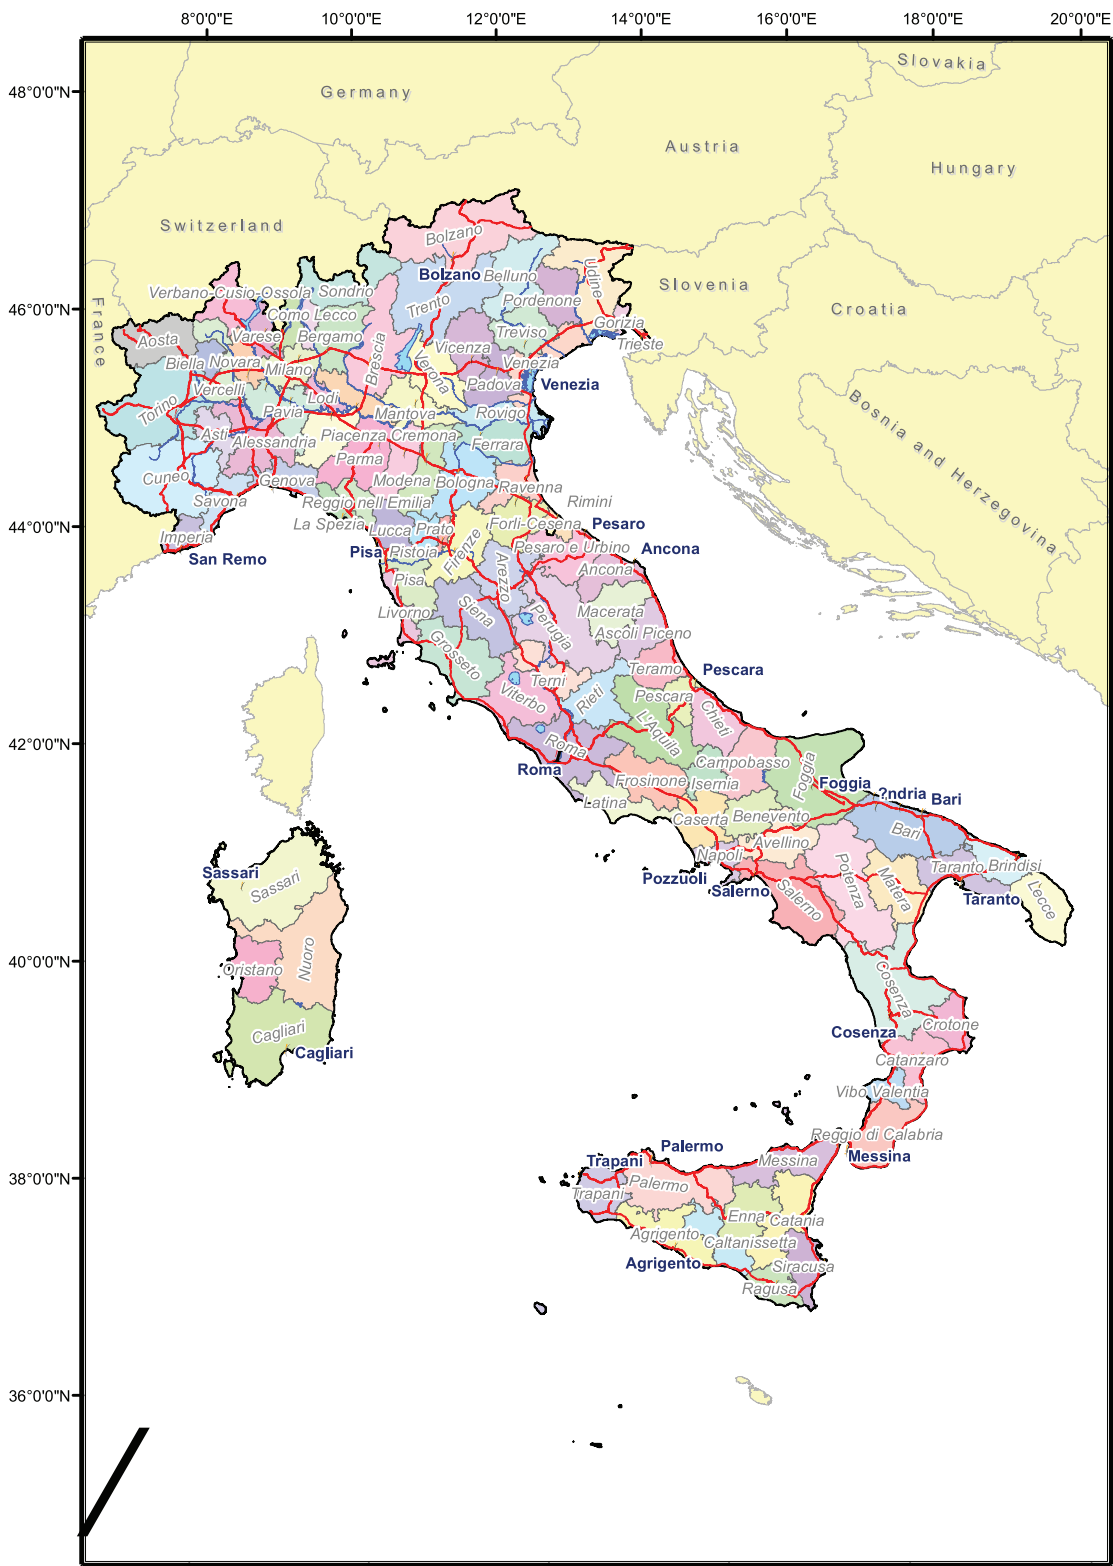 8°0'0"E 10°0'0"E 12°0'0"E 14°0'0"E 16°0'0"E 18°0'0"E 20°0'0"E
Slovakia
48°0'0"N
Germany
Austria
Hungary
Switzerland
Bolzano
Bolzano
Belluno
Udine
Slovenia
Verbano-Cusio-Ossola
Sondrio
Trento
Pordenone
46°0'0"N
Croatia
France
Como Lecco
Gorizia
Aosta
Varese
Bergamo
Treviso
Trieste
Brescia
Verona
Vicenza
Venezia
Biella
Novara
Milano
Padova
Venezia
Vercelli
Lodi
Torino
Pavia
Mantova
Rovigo
Bosnia and Herzegovina
Asti
Alessandria
Piacenza
Cremona
Ferrara
Parma
Cuneo
Genova
Modena
Bologna
Ravenna
Savona
Reggio nell'Emilia
Rimini
44°0'0"N
La Spezia
Forli-Cesena
Pesaro
Imperia
Lucca
Prato
San Remo
Pisa
Pistoia
Firenze
Pesaro e Urbino
Ancona
Arezzo
Ancona
Pisa
Livorno
Siena
Perugia
Macerata
Ascoli Piceno
Grosseto
Teramo
Pescara
Terni
Viterbo
Rieti
Pescara
Chieti
L'Aquila
42°0'0"N
Roma
Roma
Campobasso
Foggia
Frosinone
Isernia
Foggia
?ndria
Bari
Latina
Caserta
Benevento
Bari
Avellino
Napoli
Sassari
Pozzuoli
Salerno
Potenza
Matera
Taranto
Brindisi
Sassari
Salerno
Taranto
Lecce
40°0'0"N
Oristano
Nuoro
Cosenza
Cagliari
Cagliari
Cosenza
Crotone
Catanzaro
Vibo Valentia
Reggio di Calabria
Palermo
Messina
Trapani
Messina
38°0'0"N
Trapani
Palermo
Enna
Catania
Agrigento
Caltanissetta
Agrigento
Siracusa
Ragusa
36°0'0"N